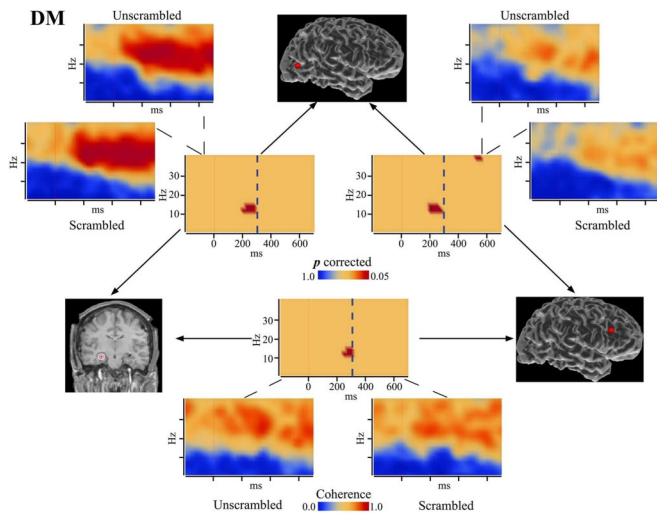 DM
Unscrambled
Unscrambled
Hz
ms
Hz
ms
Hz
ms
Scrambled
Hz
ms
Scrambled
Hz
30
20
10
0 200 400 600
ms
Hz
30
20
10
0 200 400 600
ms
p corrected
1.0 0.05
Hz
30
20
10
0 200 400 600
ms
Hz
ms
Hz
ms
Unscrambled
Coherence
0.0 1.0
Scrambled